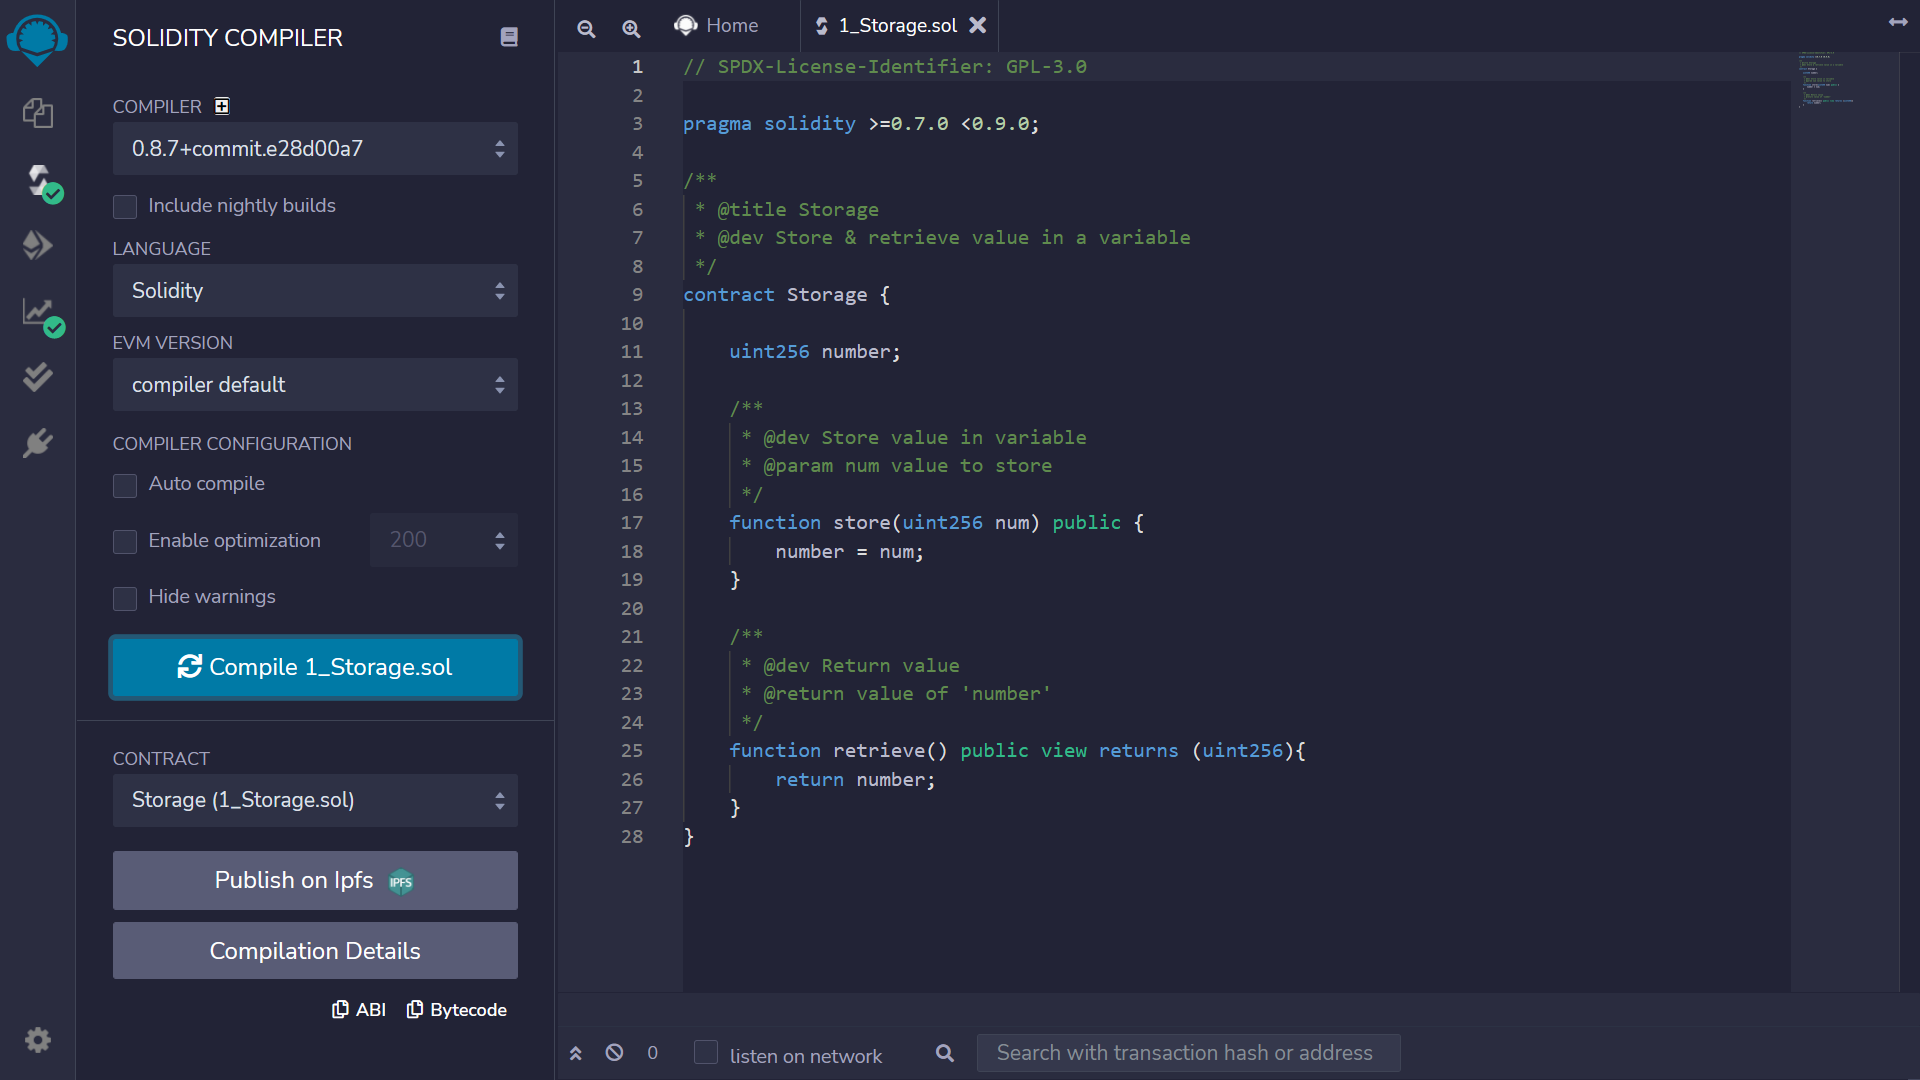 SOLIDITY COMPILER
COMPILER
0.8.7+commit.e28d00a7
Include nightly builds
LANGUAGE
Solidity
EVM VERSION
compiler default
COMPILER CONFIGURATION
Auto compile
Enable optimization 200
Hide warnings
Compile 1_Storage.sol
CONTRACT
Storage (1_Storage.sol)
Publish on Ipfs IPFS
Compilation Details
ABI Bytecode
Home 1_Storage.sol
1 // SPDX-License-Identifier: GPL-3.0
2
3 pragma solidity >=0.7.0 <0.9.0;
4
5 /**
6  * @title Storage
7  * @dev Store & retrieve value in a variable
8  */
9 contract Storage {
10
11     uint256 number;
12
13     /**
14      * @dev Store value in variable
15      * @param num value to store
16      */
17     function store(uint256 num) public {
18         number = num;
19     }
20
21     /**
22      * @dev Return value
23      * @return value of 'number'
24      */
25     function retrieve() public view returns (uint256){
26         return number;
27     }
28 }
0 listen on network Search with transaction hash or address